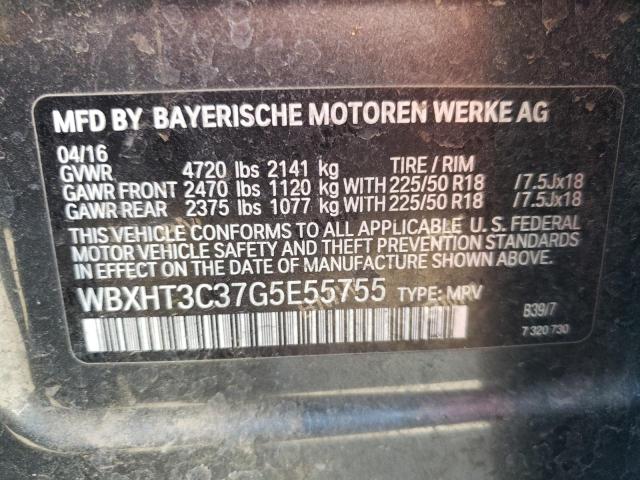 MFD BY BAYERISCHE MOTOREN WERKE AG
04/16
GVWR 4720 lbs 2141 kg TIRE / RIM
GAWR FRONT 2470 lbs 1120 kg WITH 225/50 R18 /7.5Jx18
GAWR REAR 2375 lbs 1077 kg WITH 225/50 R18 /7.5Jx18
THIS VEHICLE CONFORMS TO ALL APPLICABLE U. S. FEDERAL
MOTOR VEHICLE SAFETY AND THEFT PREVENTION STANDARDS
IN EFFECT ON THE DATE OF MANUFACTURE SHOWN ABOVE.
WBXHT3C37G5E55755 TYPE: MPV
B39/7
7 320 730